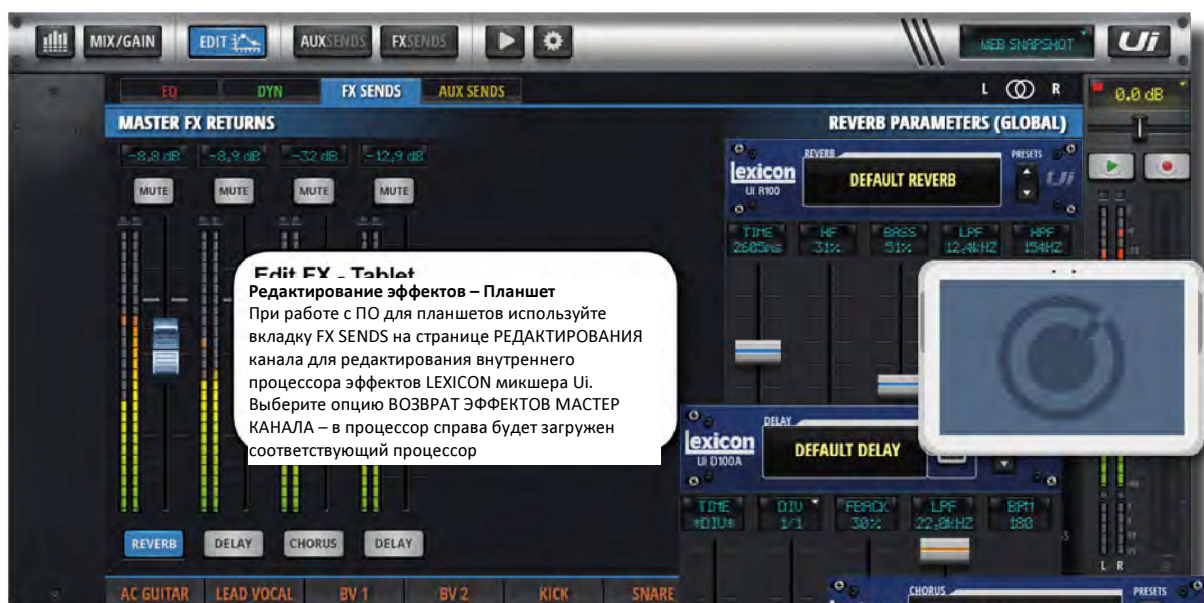 MIX/GAIN EDIT AUXSENDS FXSENDS WEB SNAPSHOT Ui
EQ DYN FX SENDS AUX SENDS L R 0.0 dB
MASTER FX RETURNS REVERB PARAMETERS (GLOBAL)
-8,8 dB -8,9 dB -32 dB -12,9 dB
MUTE MUTE MUTE MUTE
REVERB PRESETS
lexicon DEFAULT REVERB Ui
UI R100
TIME HF BASS LPF HPF
2605ms 31% 51% 12,4kHZ 154HZ
Edit FX - Tablet
Редактирование эффектов – Планшет
При работе с ПО для планшетов используйте
вкладку FX SENDS на странице РЕДАКТИРОВАНИЯ
канала для редактирования внутреннего
процессора эффектов LEXICON микшера Ui.
Выберите опцию ВОЗВРАТ ЭФФЕКТОВ МАСТЕР
КАНАЛА – в процессор справа будет загружен
соответствующий процессор
DELAY
lexicon DEFAULT DELAY
UI D100A
TIME DIV FBACK LPF BPM
*DIV* 1/1 30% 22,0kHZ 180
REVERB DELAY CHORUS DELAY
L R
AC GUITAR LEAD VOCAL BV 1 BV 2 KICK SNARE
CHORUS PRESETS